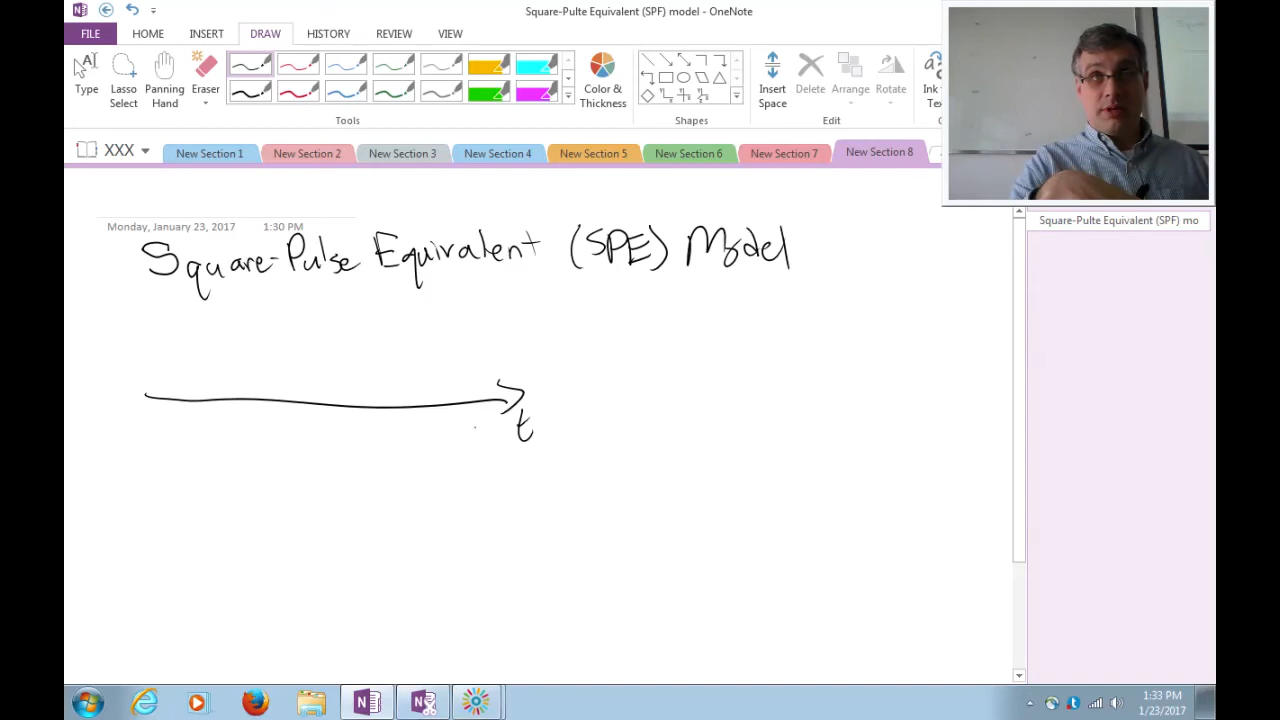 Square-Pulte Equivalent (SPF) model - OneNote
FILE HOME INSERT DRAW HISTORY REVIEW VIEW
Type
Lasso Select
Panning Hand
Eraser
Color & Thickness
Insert Space
Delete
Arrange
Rotate
Ink to Tex
Tools
Shapes
Edit
XXX
New Section 1 New Section 2 New Section 3 New Section 4 New Section 5 New Section 6 New Section 7 New Section 8
Square-Pulte Equivalent (SPF) mo
Monday, January 23, 2017 1:30 PM
Square-Pulse Equivalent (SPE) Model
t
1:33 PM
1/23/2017